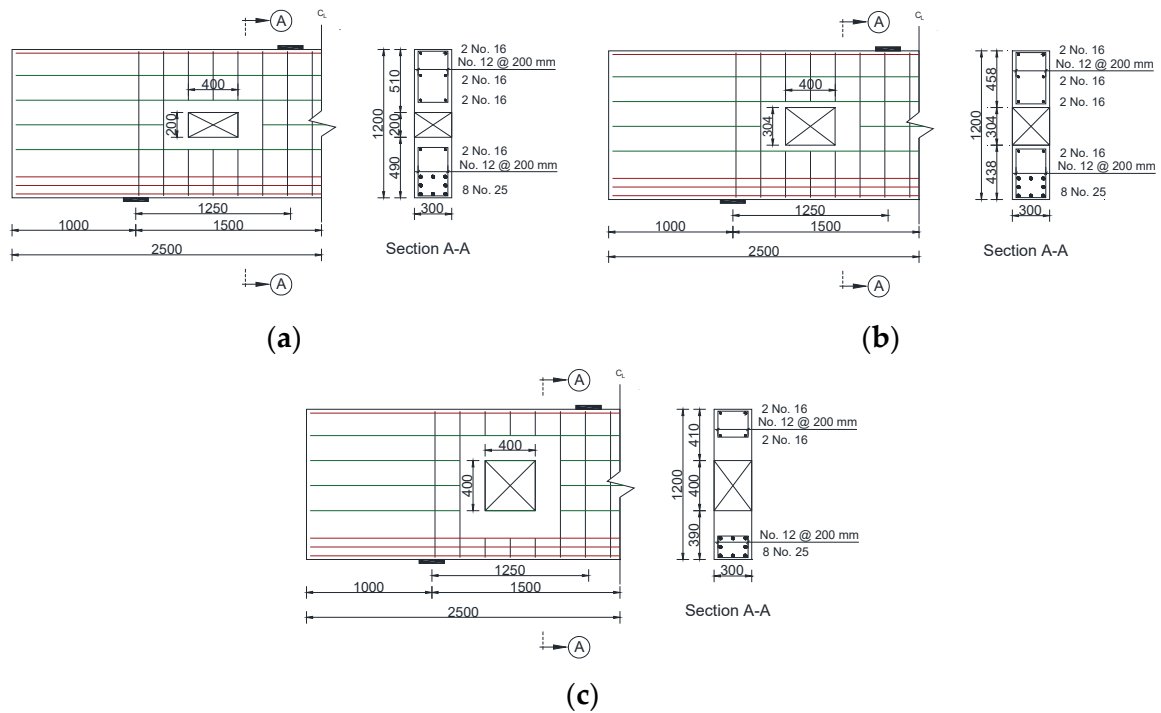 A
C L
2 No. 16
No. 12 @ 200 mm
2 No. 16
2 No. 16
510
400
200
1200
200
2 No. 16
No. 12 @ 200 mm
490
8 No. 25
1250
300
1000
1500
Section A-A
2500
A
(a)
A
C L
2 No. 16
No. 12 @ 200 mm
2 No. 16
2 No. 16
458
400
304
1200
304
2 No. 16
No. 12 @ 200 mm
438
8 No. 25
1250
300
1000
1500
Section A-A
2500
A
(b)
A
C L
2 No. 16
No. 12 @ 200 mm
2 No. 16
410
400
400
1200
400
No. 12 @ 200 mm
390
8 No. 25
1250
300
1000
1500
Section A-A
2500
A
(c)